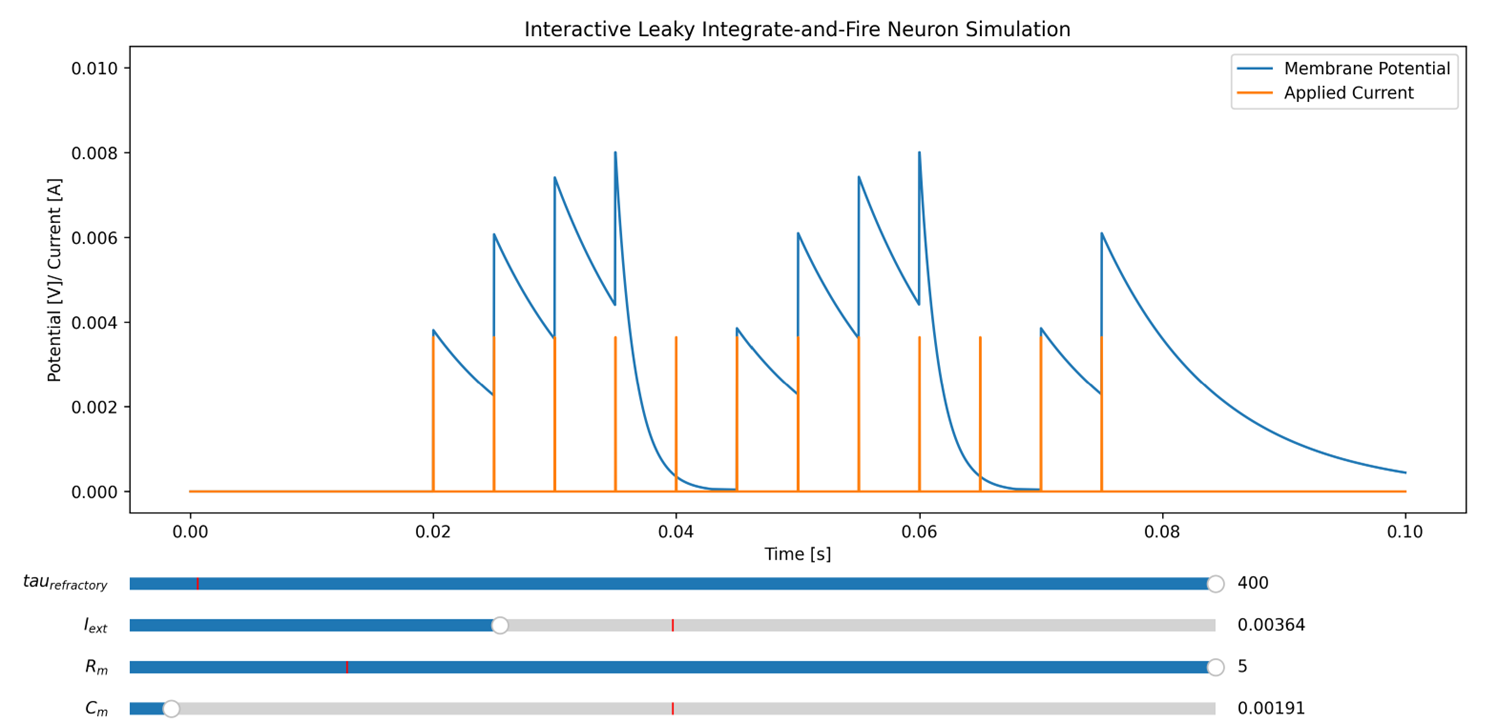 Interactive Leaky Integrate-and-Fire Neuron Simulation
Membrane Potential
Applied Current
Potential [V]/ Current [A]
0.010
0.008
0.006
0.004
0.002
0.000
0.00 0.02 0.04 0.06 0.08 0.10
Time [s]
tau_refractory 400
I_ext 0.00364
R_m 5
C_m 0.00191